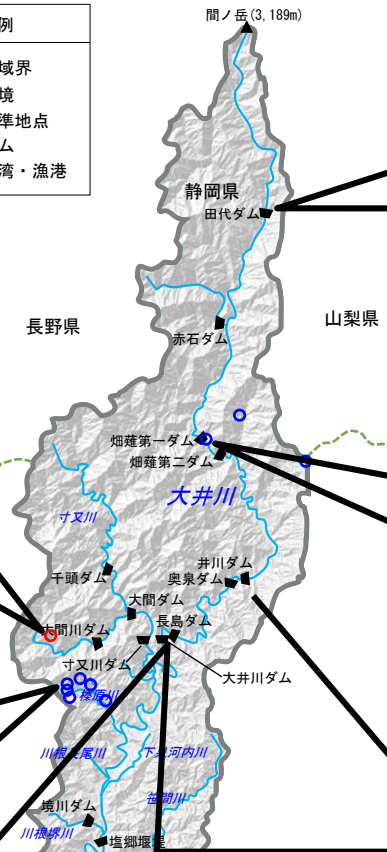 間ノ岳(3,189m)
例
域界
境
準地点
ム
湾・漁港
静岡県
田代ダム
長野県
山梨県
赤石ダム
畑薙第一ダム
畑薙第二ダム
大井川
寸又川
井川ダム
奥泉ダム
千頭ダム
大間ダム
長島ダム
大間川ダム
寸又川ダム
大井川ダム
榛原川
川根長尾川
下泉河内川
笹間川
境川ダム
川根堺川
塩郷堰堤